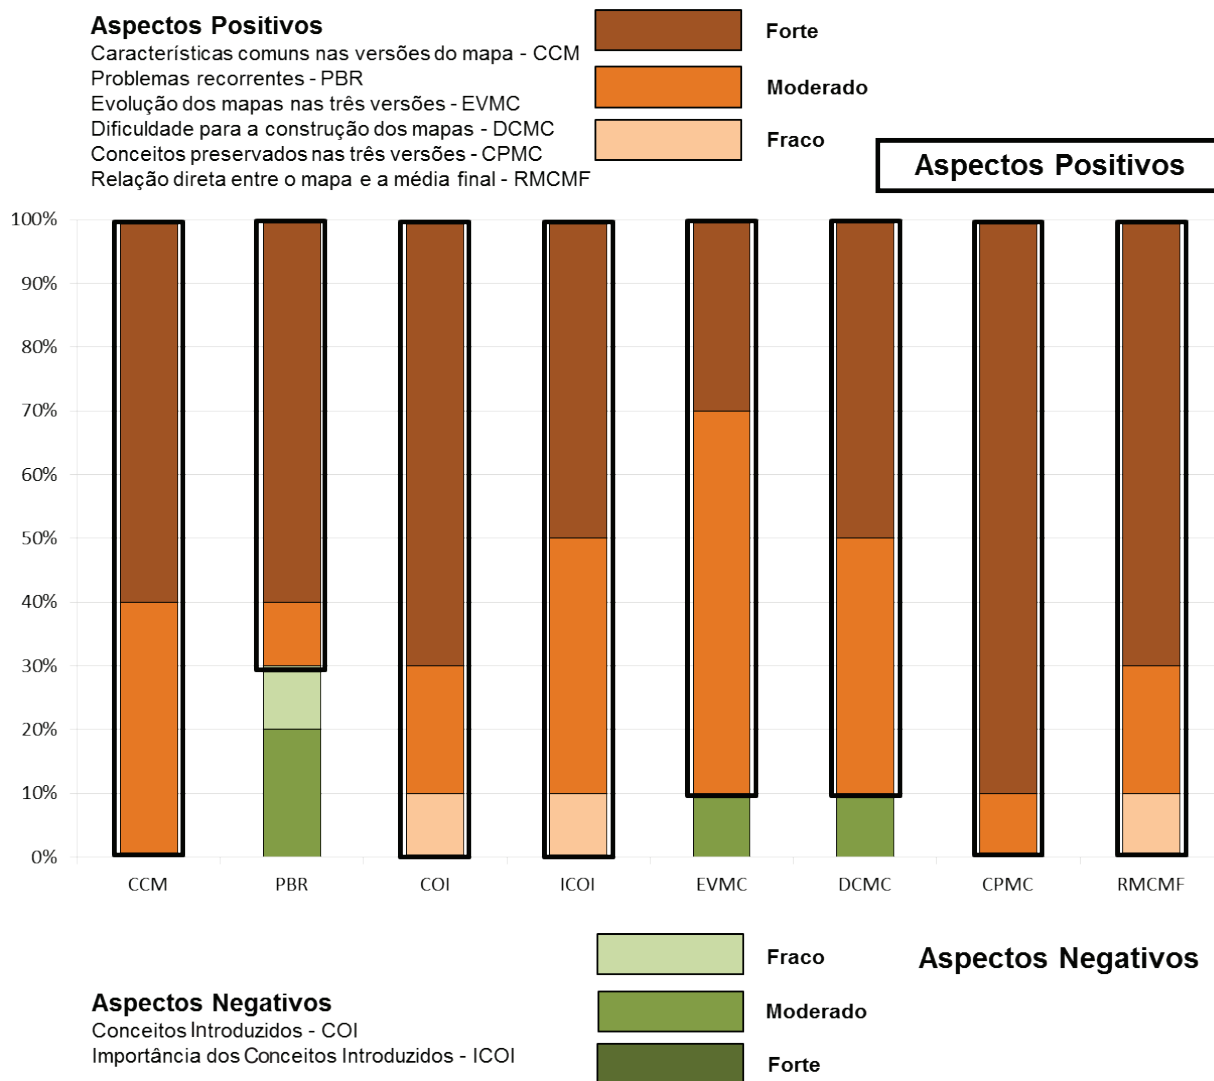 Aspectos Positivos
Características comuns nas versões do mapa - CCM
Problemas recorrentes - PBR
Evolução dos mapas nas três versões - EVMC
Dificuldade para a construção dos mapas - DCMC
Conceitos preservados nas três versões - CPMC
Relação direta entre o mapa e a média final - RMCMF
Forte
Moderado
Fraco
Aspectos Positivos
100%
90%
80%
70%
60%
50%
40%
30%
20%
10%
0%
CCM PBR COI ICOI EVMC DCMC CPMC RMCMF
Aspectos Negativos
Conceitos Introduzidos - COI
Importância dos Conceitos Introduzidos - ICOI
Fraco
Moderado
Forte
Aspectos Negativos